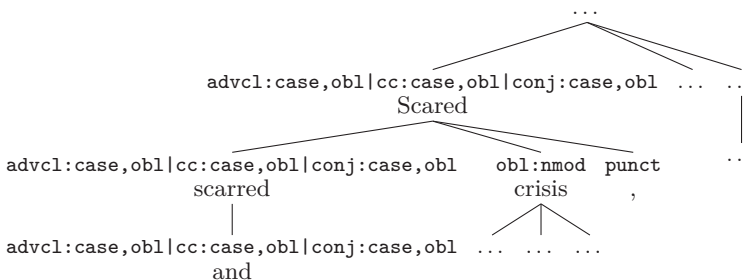 ...
advcl:case,obl|cc:case,obl|conj:case,obl ... ..
Scared
advcl:case,obl|cc:case,obl|conj:case,obl obl:nmod punct ..
scarred crisis ,
advcl:case,obl|cc:case,obl|conj:case,obl ... ... ...
and